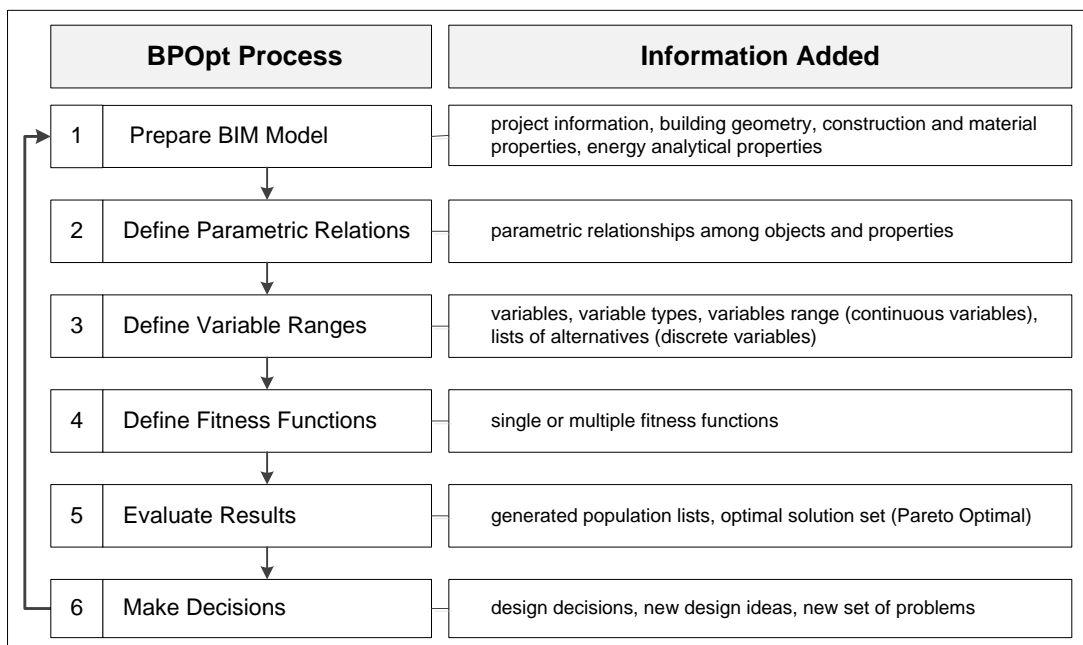 BPOpt Process
Information Added
1
Prepare BIM Model
project information, building geometry, construction and material
properties, energy analytical properties
2
Define Parametric Relations
parametric relationships among objects and properties
3
Define Variable Ranges
variables, variable types, variables range (continuous variables),
lists of alternatives (discrete variables)
4
Define Fitness Functions
single or multiple fitness functions
5
Evaluate Results
generated population lists, optimal solution set (Pareto Optimal)
6
Make Decisions
design decisions, new design ideas, new set of problems